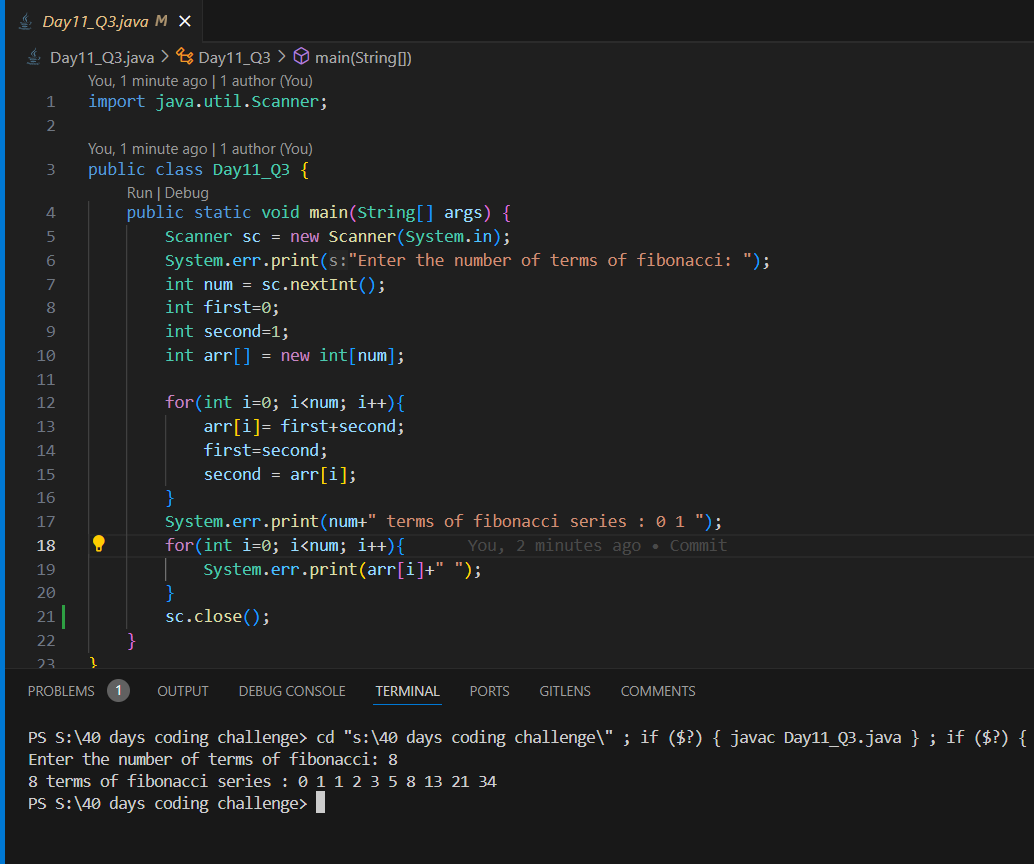 Day11_Q3.java M ×
Day11_Q3.java > Day11_Q3 > main(String[])
You, 1 minute ago | 1 author (You)
1 import java.util.Scanner;
2
You, 1 minute ago | 1 author (You)
3 public class Day11_Q3 {
Run | Debug
4 public static void main(String[] args) {
5 Scanner sc = new Scanner(System.in);
6 System.err.print(s:"Enter the number of terms of fibonacci: ");
7 int num = sc.nextInt();
8 int first=0;
9 int second=1;
10 int arr[] = new int[num];
11
12 for(int i=0; i<num; i++){
13 arr[i]= first+second;
14 first=second;
15 second = arr[i];
16 }
17 System.err.print(num+" terms of fibonacci series : 0 1 ");
18 for(int i=0; i<num; i++){ You, 2 minutes ago • Commit
19 System.err.print(arr[i]+" ");
20 }
21 sc.close();
22 }
23 }
PROBLEMS 1 OUTPUT DEBUG CONSOLE TERMINAL PORTS GITLENS COMMENTS
PS S:\40 days coding challenge> cd "s:\40 days coding challenge\" ; if ($?) { javac Day11_Q3.java } ; if ($?) {
Enter the number of terms of fibonacci: 8
8 terms of fibonacci series : 0 1 1 2 3 5 8 13 21 34
PS S:\40 days coding challenge>